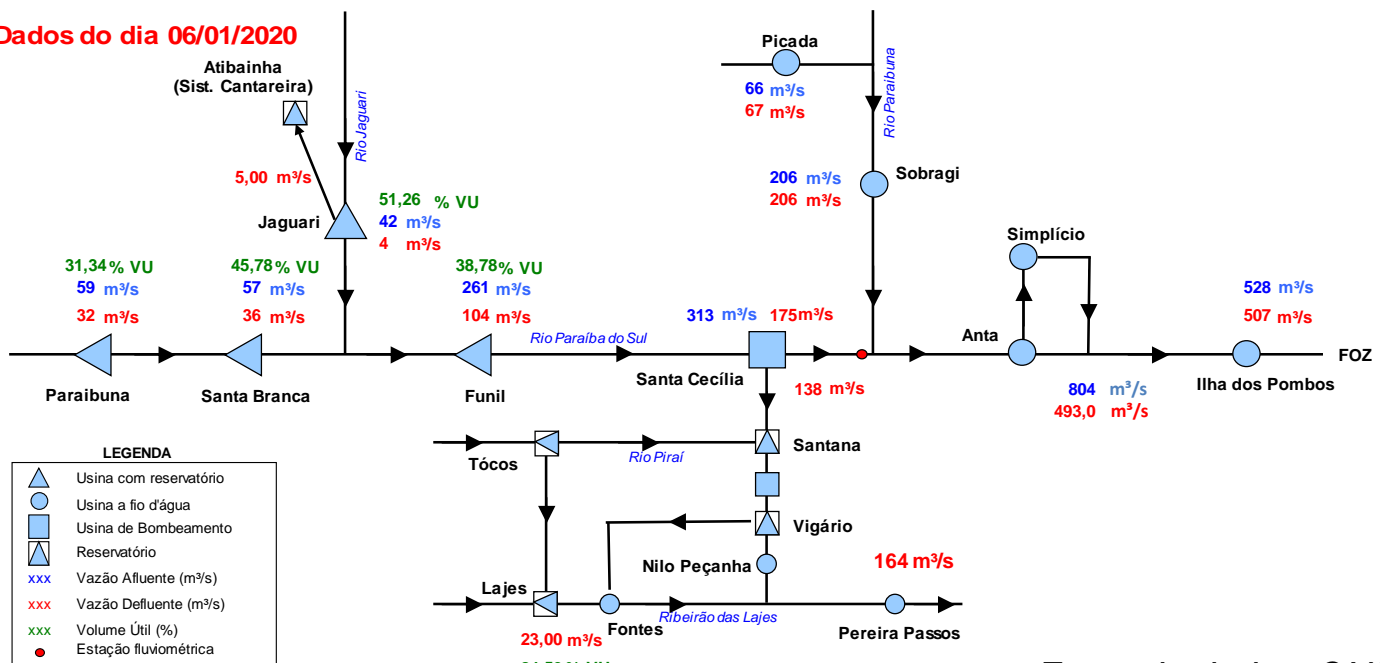 Dados do dia 06/01/2020
Atibainha
(Sist. Cantareira)
Rio Jaguari
5,00 m³/s
Jaguari
51,26 % VU
42 m³/s
4 m³/s
Picada
66 m³/s
67 m³/s
Rio Paraibuna
206 m³/s
206 m³/s
Sobragi
31,34 % VU
59 m³/s
32 m³/s
Paraibuna
45,78 % VU
57 m³/s
36 m³/s
Santa Branca
38,78 % VU
261 m³/s
104 m³/s
Funil
Rio Paraíba do Sul
313 m³/s 175 m³/s
Santa Cecília
138 m³/s
Simplício
Anta
804 m³/s
493,0 m³/s
528 m³/s
507 m³/s
Ilha dos Pombos
FOZ
Tócos
Rio Piraí
Santana
Vigário
Nilo Peçanha
164 m³/s
Lajes
Fontes
Ribeirão das Lajes
Pereira Passos
23,00 m³/s
LEGENDA
Usina com reservatório
Usina a fio d'água
Usina de Bombeamento
Reservatório
xxx Vazão Afluente (m³/s)
xxx Vazão Defluente (m³/s)
xxx Volume Útil (%)
Estação fluviométrica